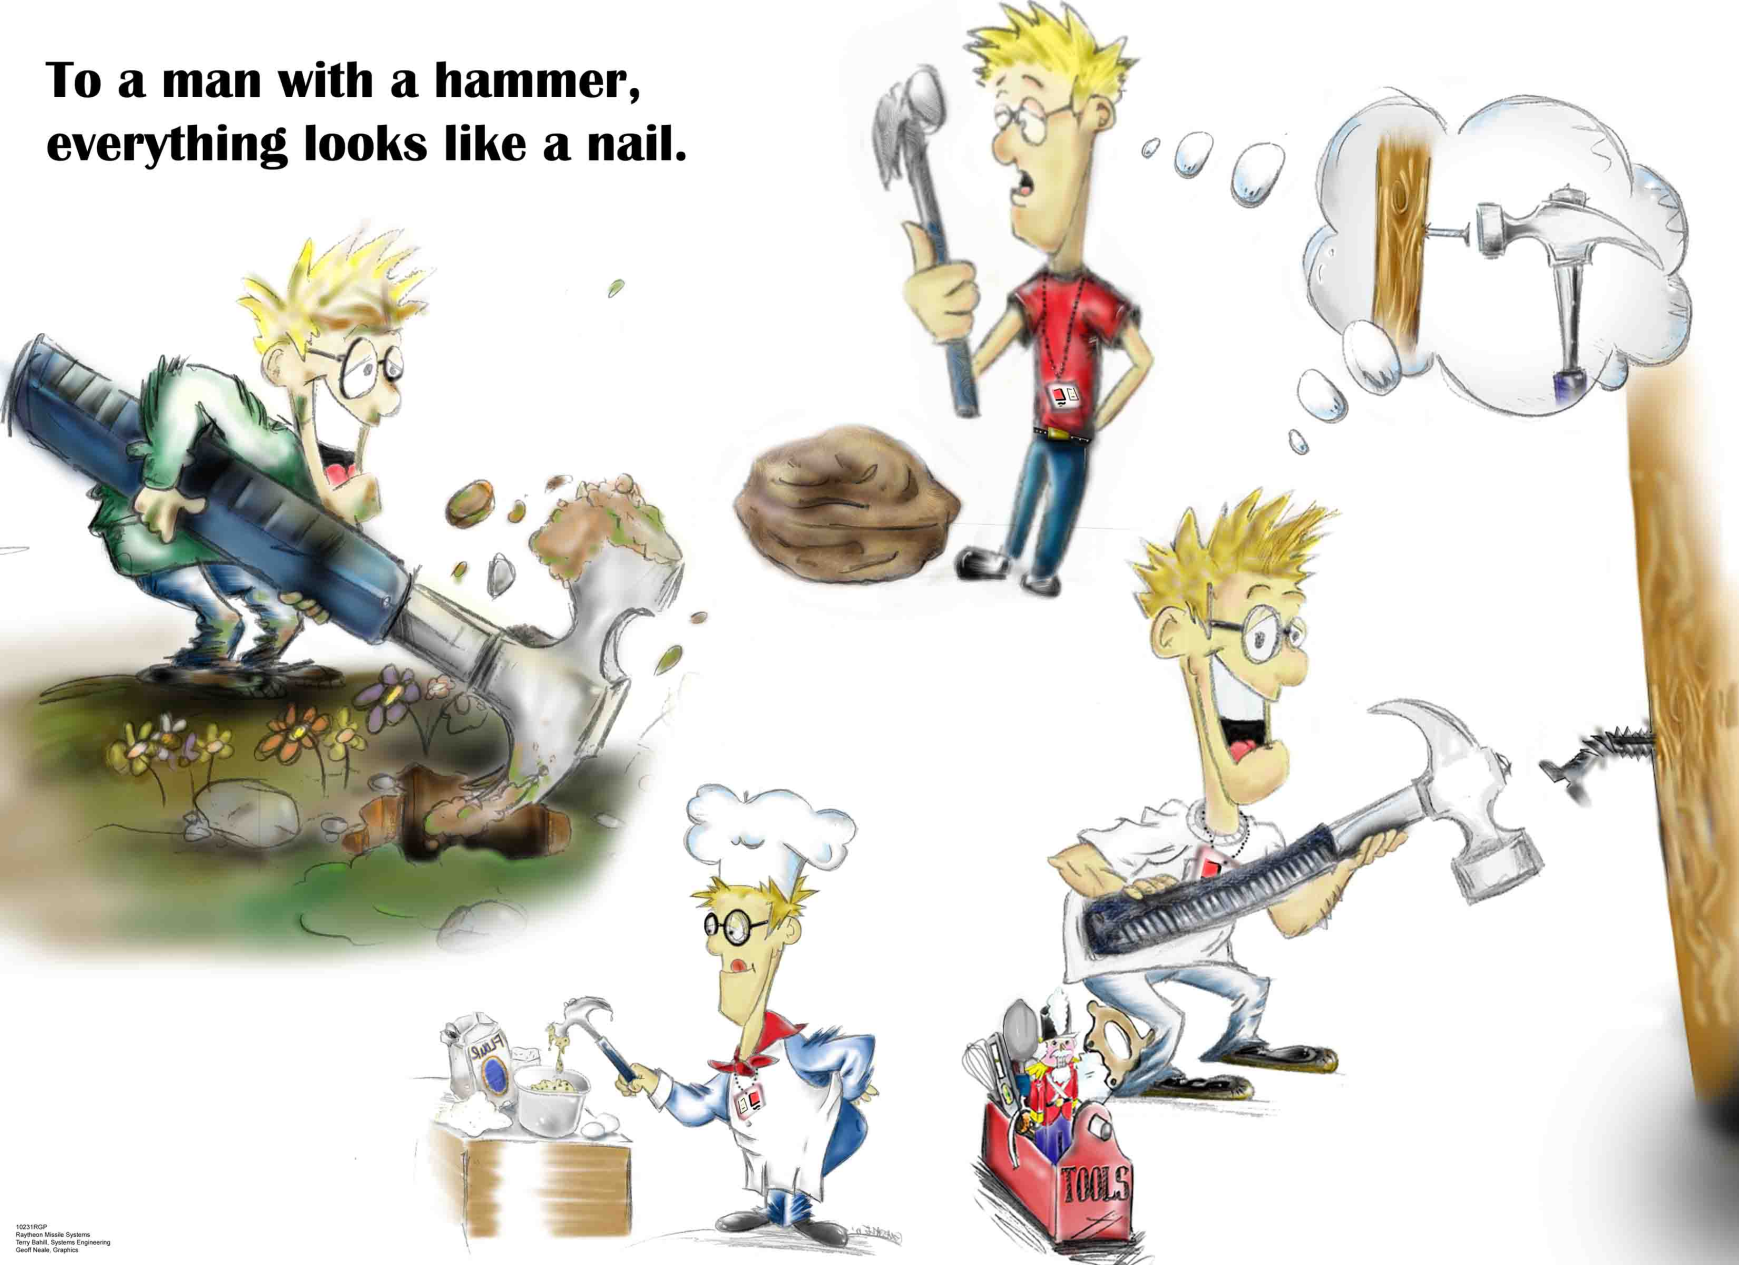 To a man with a hammer,
everything looks like a nail.
FLOUR
TOOLS
10231RGP
Raytheon Missile Systems
Terry Bahill, Systems Engineering
Geoff Neale, Graphics